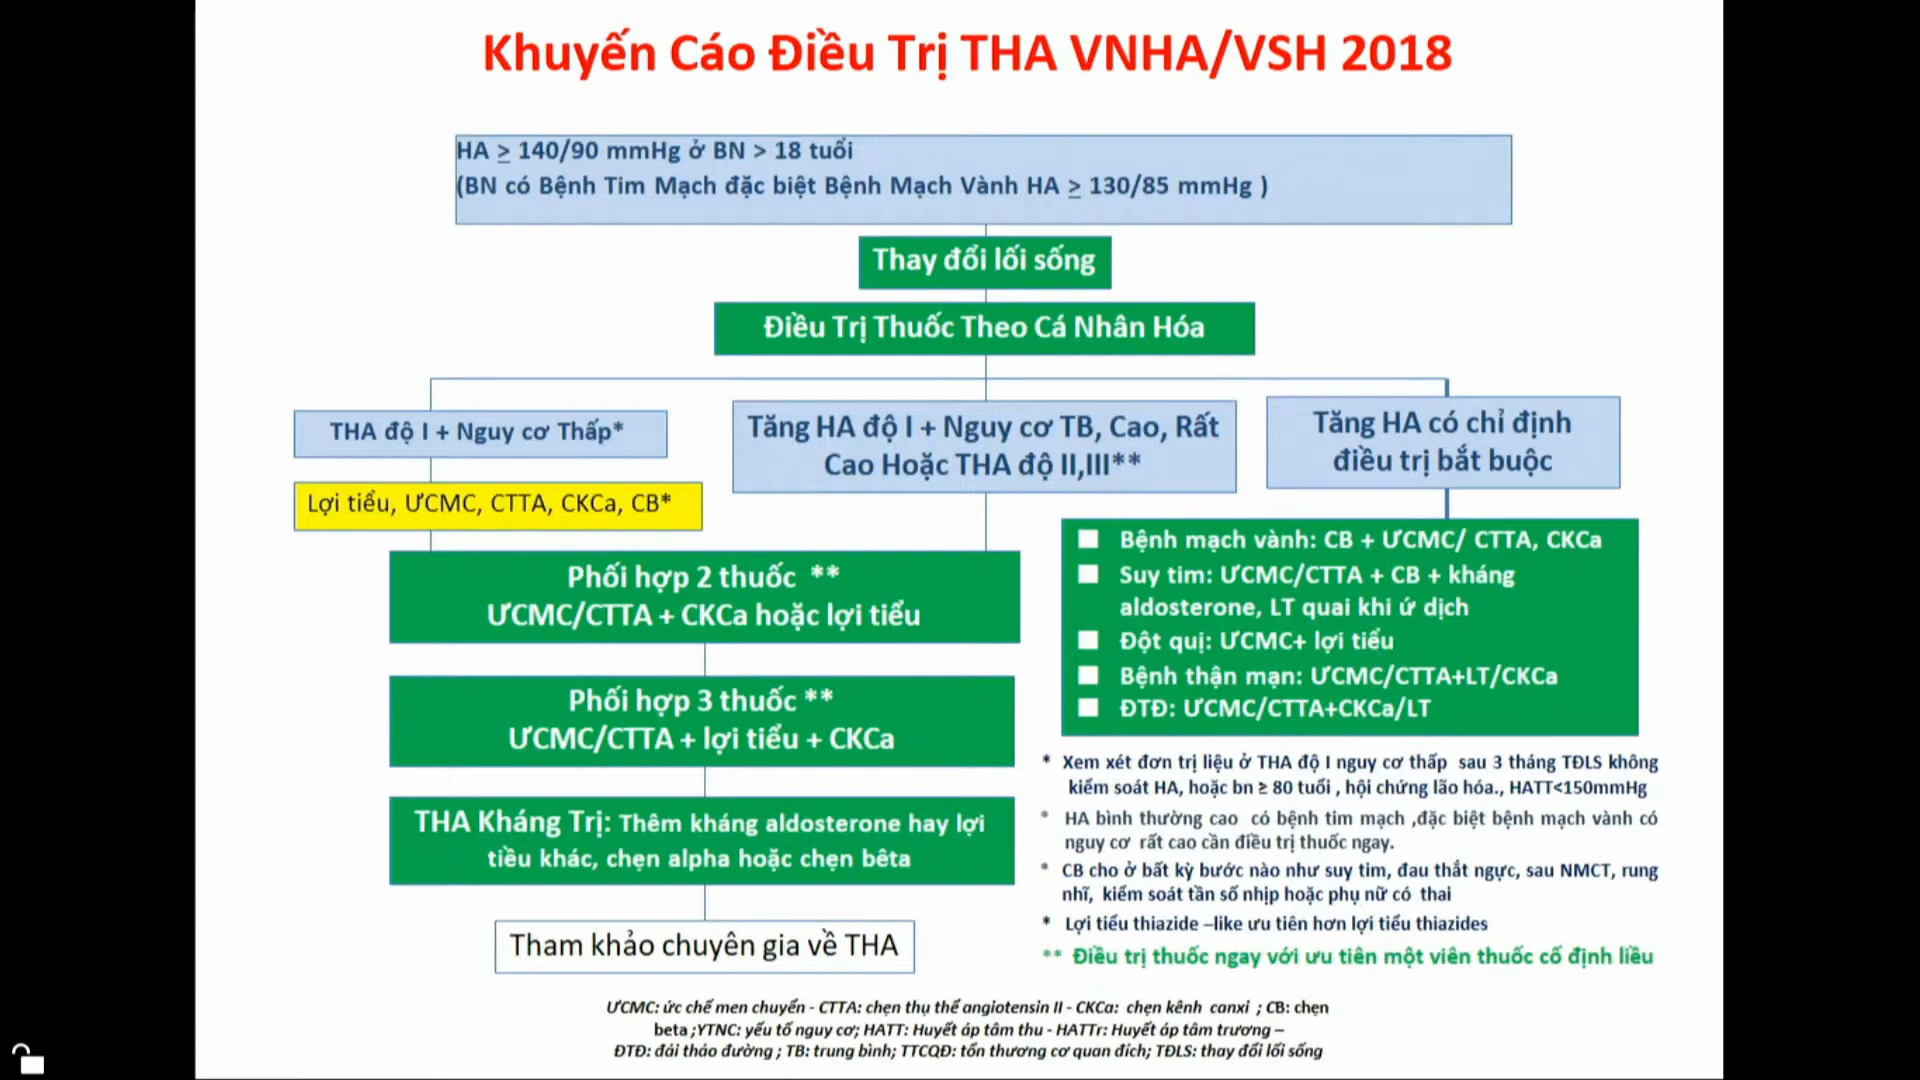 Khuyến Cáo Điều Trị THA VNHA/VSH 2018
HA ≥ 140/90 mmHg ở BN > 18 tuổi
(BN có Bệnh Tim Mạch đặc biệt Bệnh Mạch Vành HA ≥ 130/85 mmHg )
Thay đổi lối sống
Điều Trị Thuốc Theo Cá Nhân Hóa
THA độ I + Nguy cơ Thấp*
Lợi tiểu, ƯCMC, CTTA, CKCa, CB*
Tăng HA độ I + Nguy cơ TB, Cao, Rất
Cao Hoặc THA độ II,III**
Tăng HA có chỉ định
điều trị bắt buộc
Phối hợp 2 thuốc **
ƯCMC/CTTA + CKCa hoặc lợi tiểu
Phối hợp 3 thuốc **
ƯCMC/CTTA + lợi tiểu + CKCa
THA Kháng Trị: Thêm kháng aldosterone hay lợi
tiều khác, chẹn alpha hoặc chẹn bêta
Tham khảo chuyên gia về THA
Bệnh mạch vành: CB + ƯCMC/ CTTA, CKCa
Suy tim: ƯCMC/CTTA + CB + kháng
aldosterone, LT quai khi ứ dịch
Đột quị: ƯCMC+ lợi tiểu
Bệnh thận mạn: ƯCMC/CTTA+LT/CKCa
ĐTĐ: ƯCMC/CTTA+CKCa/LT
* Xem xét đơn trị liệu ở THA độ I nguy cơ thấp sau 3 tháng TĐLS không
kiểm soát HA, hoặc bn ≥ 80 tuổi , hội chứng lão hóa., HATT<150mmHg
* HA bình thường cao có bệnh tim mạch ,đặc biệt bệnh mạch vành có
nguy cơ rất cao cần điều trị thuốc ngay.
* CB cho ở bất kỳ bước nào như suy tim, đau thắt ngực, sau NMCT, rung
nhĩ, kiểm soát tần số nhịp hoặc phụ nữ có thai
* Lợi tiểu thiazide –like ưu tiên hơn lợi tiểu thiazides
** Điều trị thuốc ngay với ưu tiên một viên thuốc cố định liều
ƯCMC: ức chế men chuyển - CTTA: chẹn thụ thể angiotensin II - CKCa: chẹn kênh canxi ; CB: chẹn
beta ;YTNC: yếu tố nguy cơ; HATT: Huyết áp tâm thu - HATTr: Huyết áp tâm trương –
ĐTĐ: đái tháo đường ; TB: trung bình; TTCQĐ: tổn thương cơ quan đích; TĐLS: thay đổi lối sống